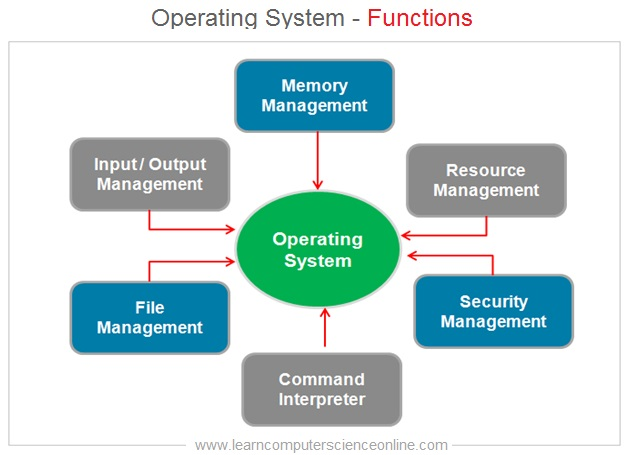 Operating System - Functions
Memory
Management
Input / Output
Management
Resource
Management
Operating
System
File
Management
Security
Management
Command
Interpreter
www.learncomputerscienceonline.com